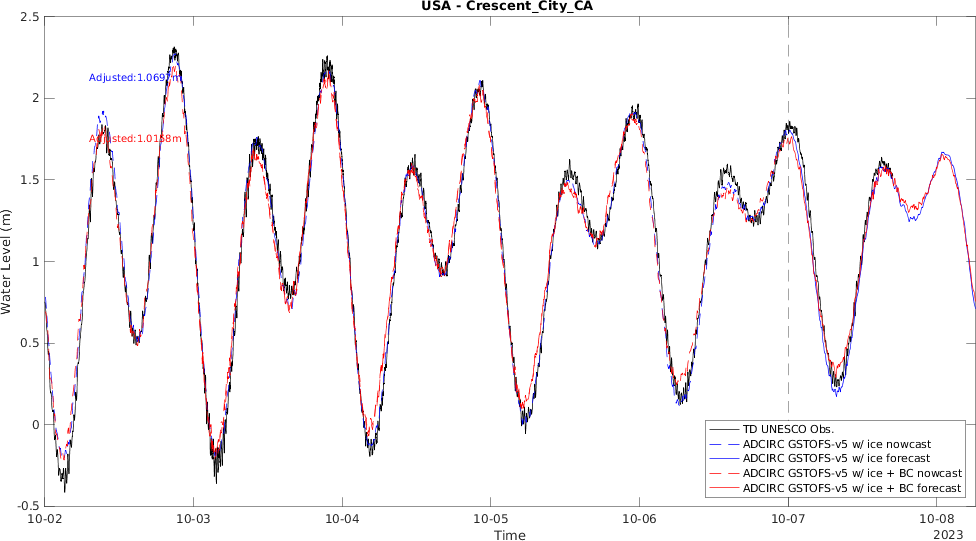 USA - Crescent_City_CA
2.5
2
1.5
1
0.5
0
-0.5
Water Level (m)
Adjusted:1.0697m
Adjusted:1.0158m
TD UNESCO Obs.
ADCIRC GSTOFS-v5 w/ ice nowcast
ADCIRC GSTOFS-v5 w/ ice forecast
ADCIRC GSTOFS-v5 w/ ice + BC nowcast
ADCIRC GSTOFS-v5 w/ ice + BC forecast
10-02 10-03 10-04 10-05 10-06 10-07 10-08
Time
2023